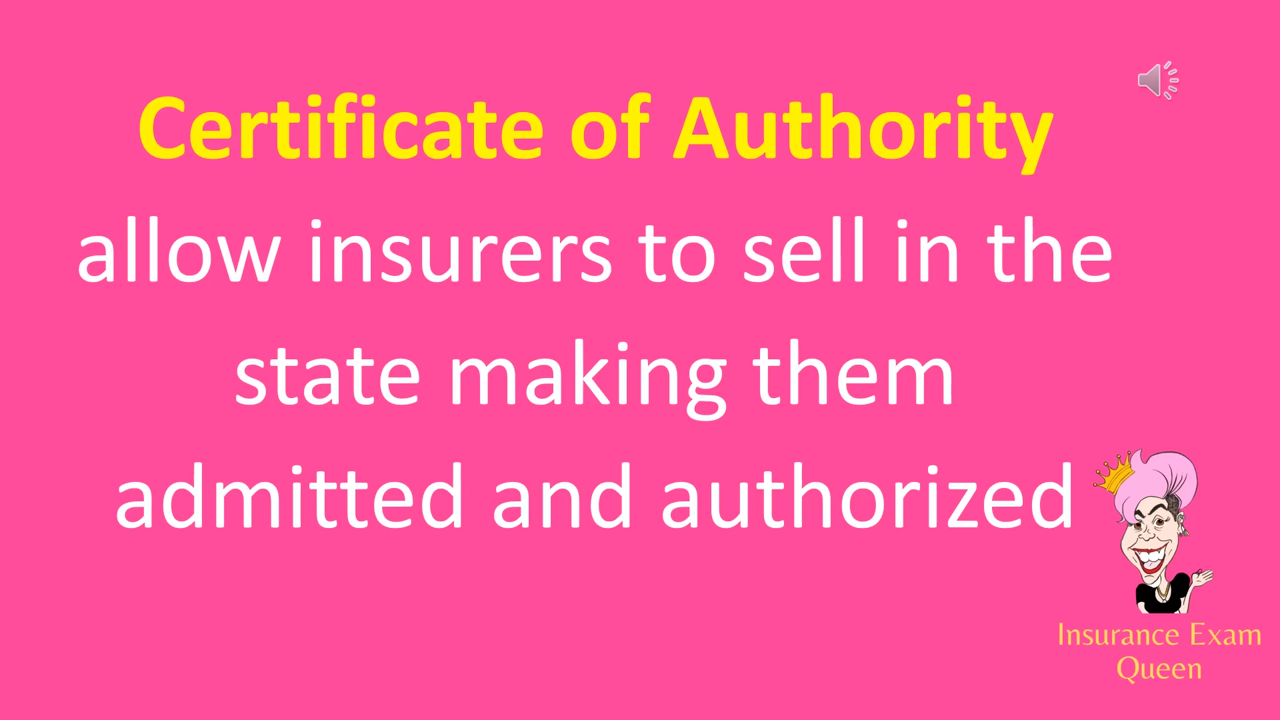 Certificate of Authority
allow insurers to sell in the
state making them
admitted and authorized
Insurance Exam
Queen